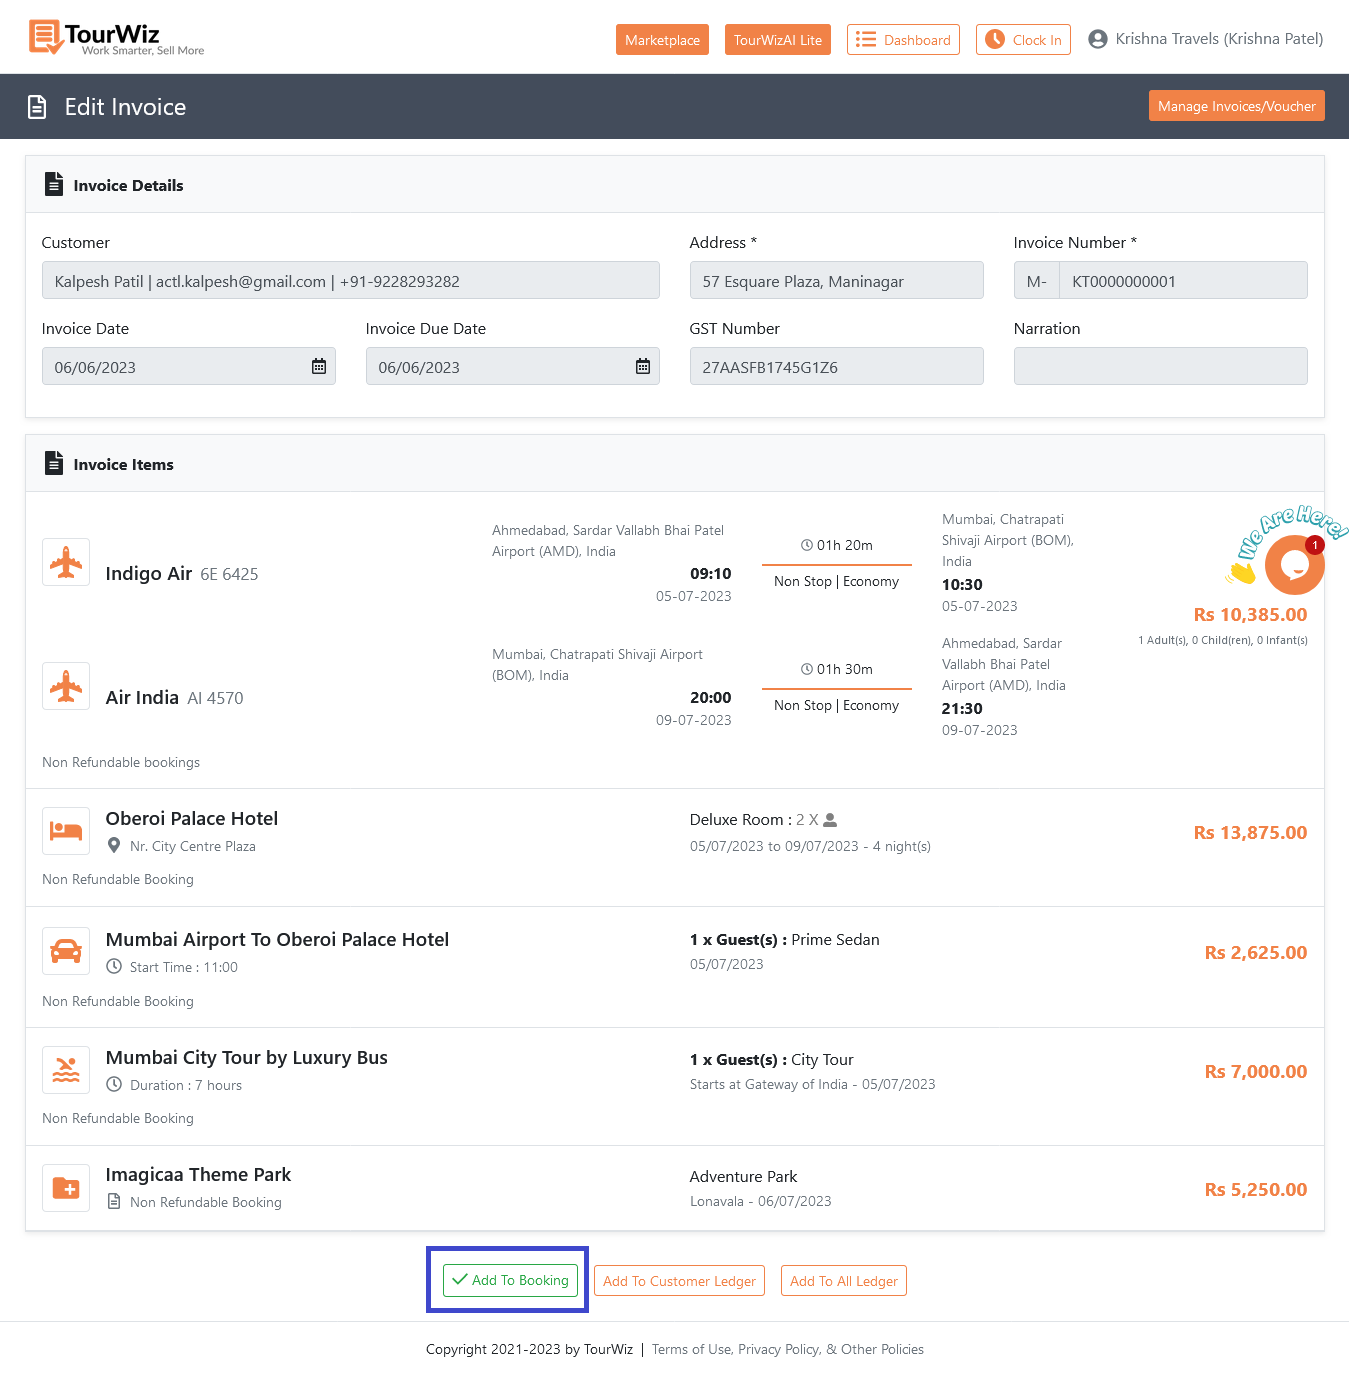 TourWiz
Work Smarter, Sell More
Marketplace
TourWizAI Lite
Dashboard
Clock In
Krishna Travels (Krishna Patel)
Edit Invoice
Manage Invoices/Voucher
Invoice Details
Customer
Address *
Invoice Number *
Kalpesh Patil | actl.kalpesh@gmail.com | +91-9228293282
57 Esquare Plaza, Maninagar
M- KT0000000001
Invoice Date
Invoice Due Date
GST Number
Narration
06/06/2023
06/06/2023
27AASFB1745G1Z6
Invoice Items
Indigo Air 6E 6425
Ahmedabad, Sardar Vallabh Bhai Patel
Airport (AMD), India
09:10
05-07-2023
01h 20m
Non Stop | Economy
Mumbai, Chatrapati
Shivaji Airport (BOM),
India
10:30
05-07-2023
We Are Here!
1
Rs 10,385.00
1 Adult(s), 0 Child(ren), 0 Infant(s)
Air India AI 4570
Mumbai, Chatrapati Shivaji Airport
(BOM), India
20:00
09-07-2023
01h 30m
Non Stop | Economy
Ahmedabad, Sardar
Vallabh Bhai Patel
Airport (AMD), India
21:30
09-07-2023
Non Refundable bookings
Oberoi Palace Hotel
Nr. City Centre Plaza
Deluxe Room : 2 X
05/07/2023 to 09/07/2023 - 4 night(s)
Rs 13,875.00
Non Refundable Booking
Mumbai Airport To Oberoi Palace Hotel
Start Time : 11:00
1 x Guest(s) : Prime Sedan
05/07/2023
Rs 2,625.00
Non Refundable Booking
Mumbai City Tour by Luxury Bus
Duration : 7 hours
1 x Guest(s) : City Tour
Starts at Gateway of India - 05/07/2023
Rs 7,000.00
Non Refundable Booking
Imagicaa Theme Park
Non Refundable Booking
Adventure Park
Lonavala - 06/07/2023
Rs 5,250.00
Add To Booking
Add To Customer Ledger
Add To All Ledger
Copyright 2021-2023 by TourWiz | Terms of Use, Privacy Policy, & Other Policies